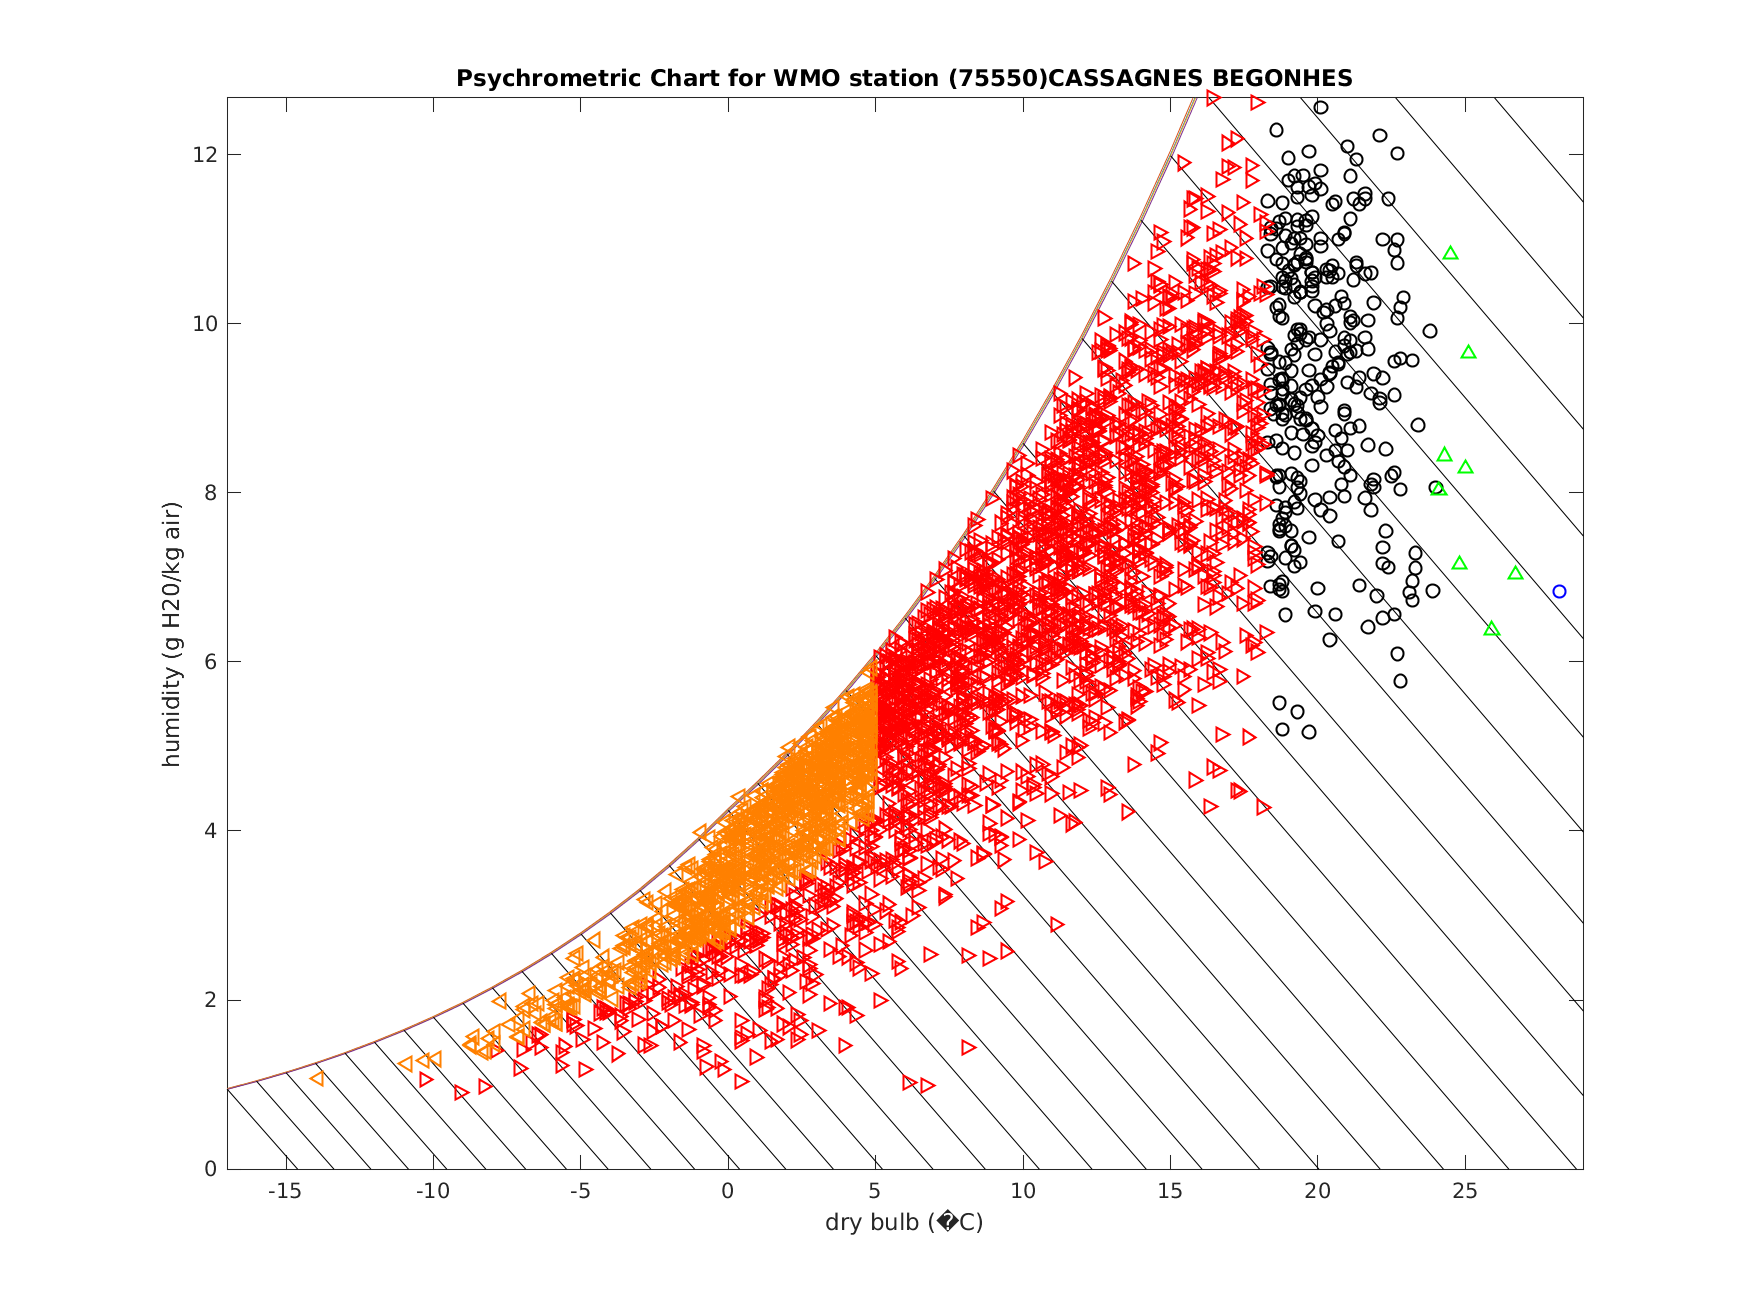 Psychrometric Chart for WMO station (75550)CASSAGNES BEGONHES
12
10
8
6
4
2
0
humidity (g H20/kg air)
-15 -10 -5 0 5 10 15 20 25
dry bulb (�C)